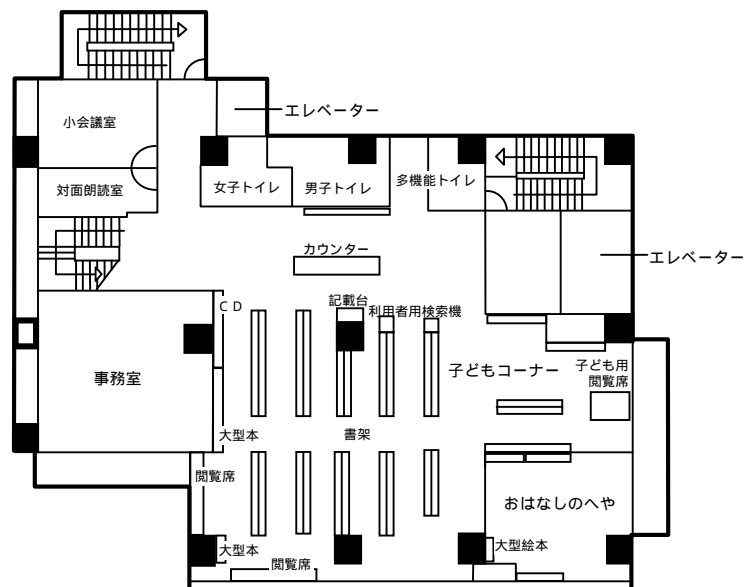 エレベーター
小会議室
対面朗読室
女子トイレ
男子トイレ
多機能トイレ
カウンター
エレベーター
CD
記載台
利用者用検索機
子どもコーナー
子ども用
閲覧席
事務室
大型本
書架
閲覧席
おはなしのへや
大型本
大型絵本
閲覧席